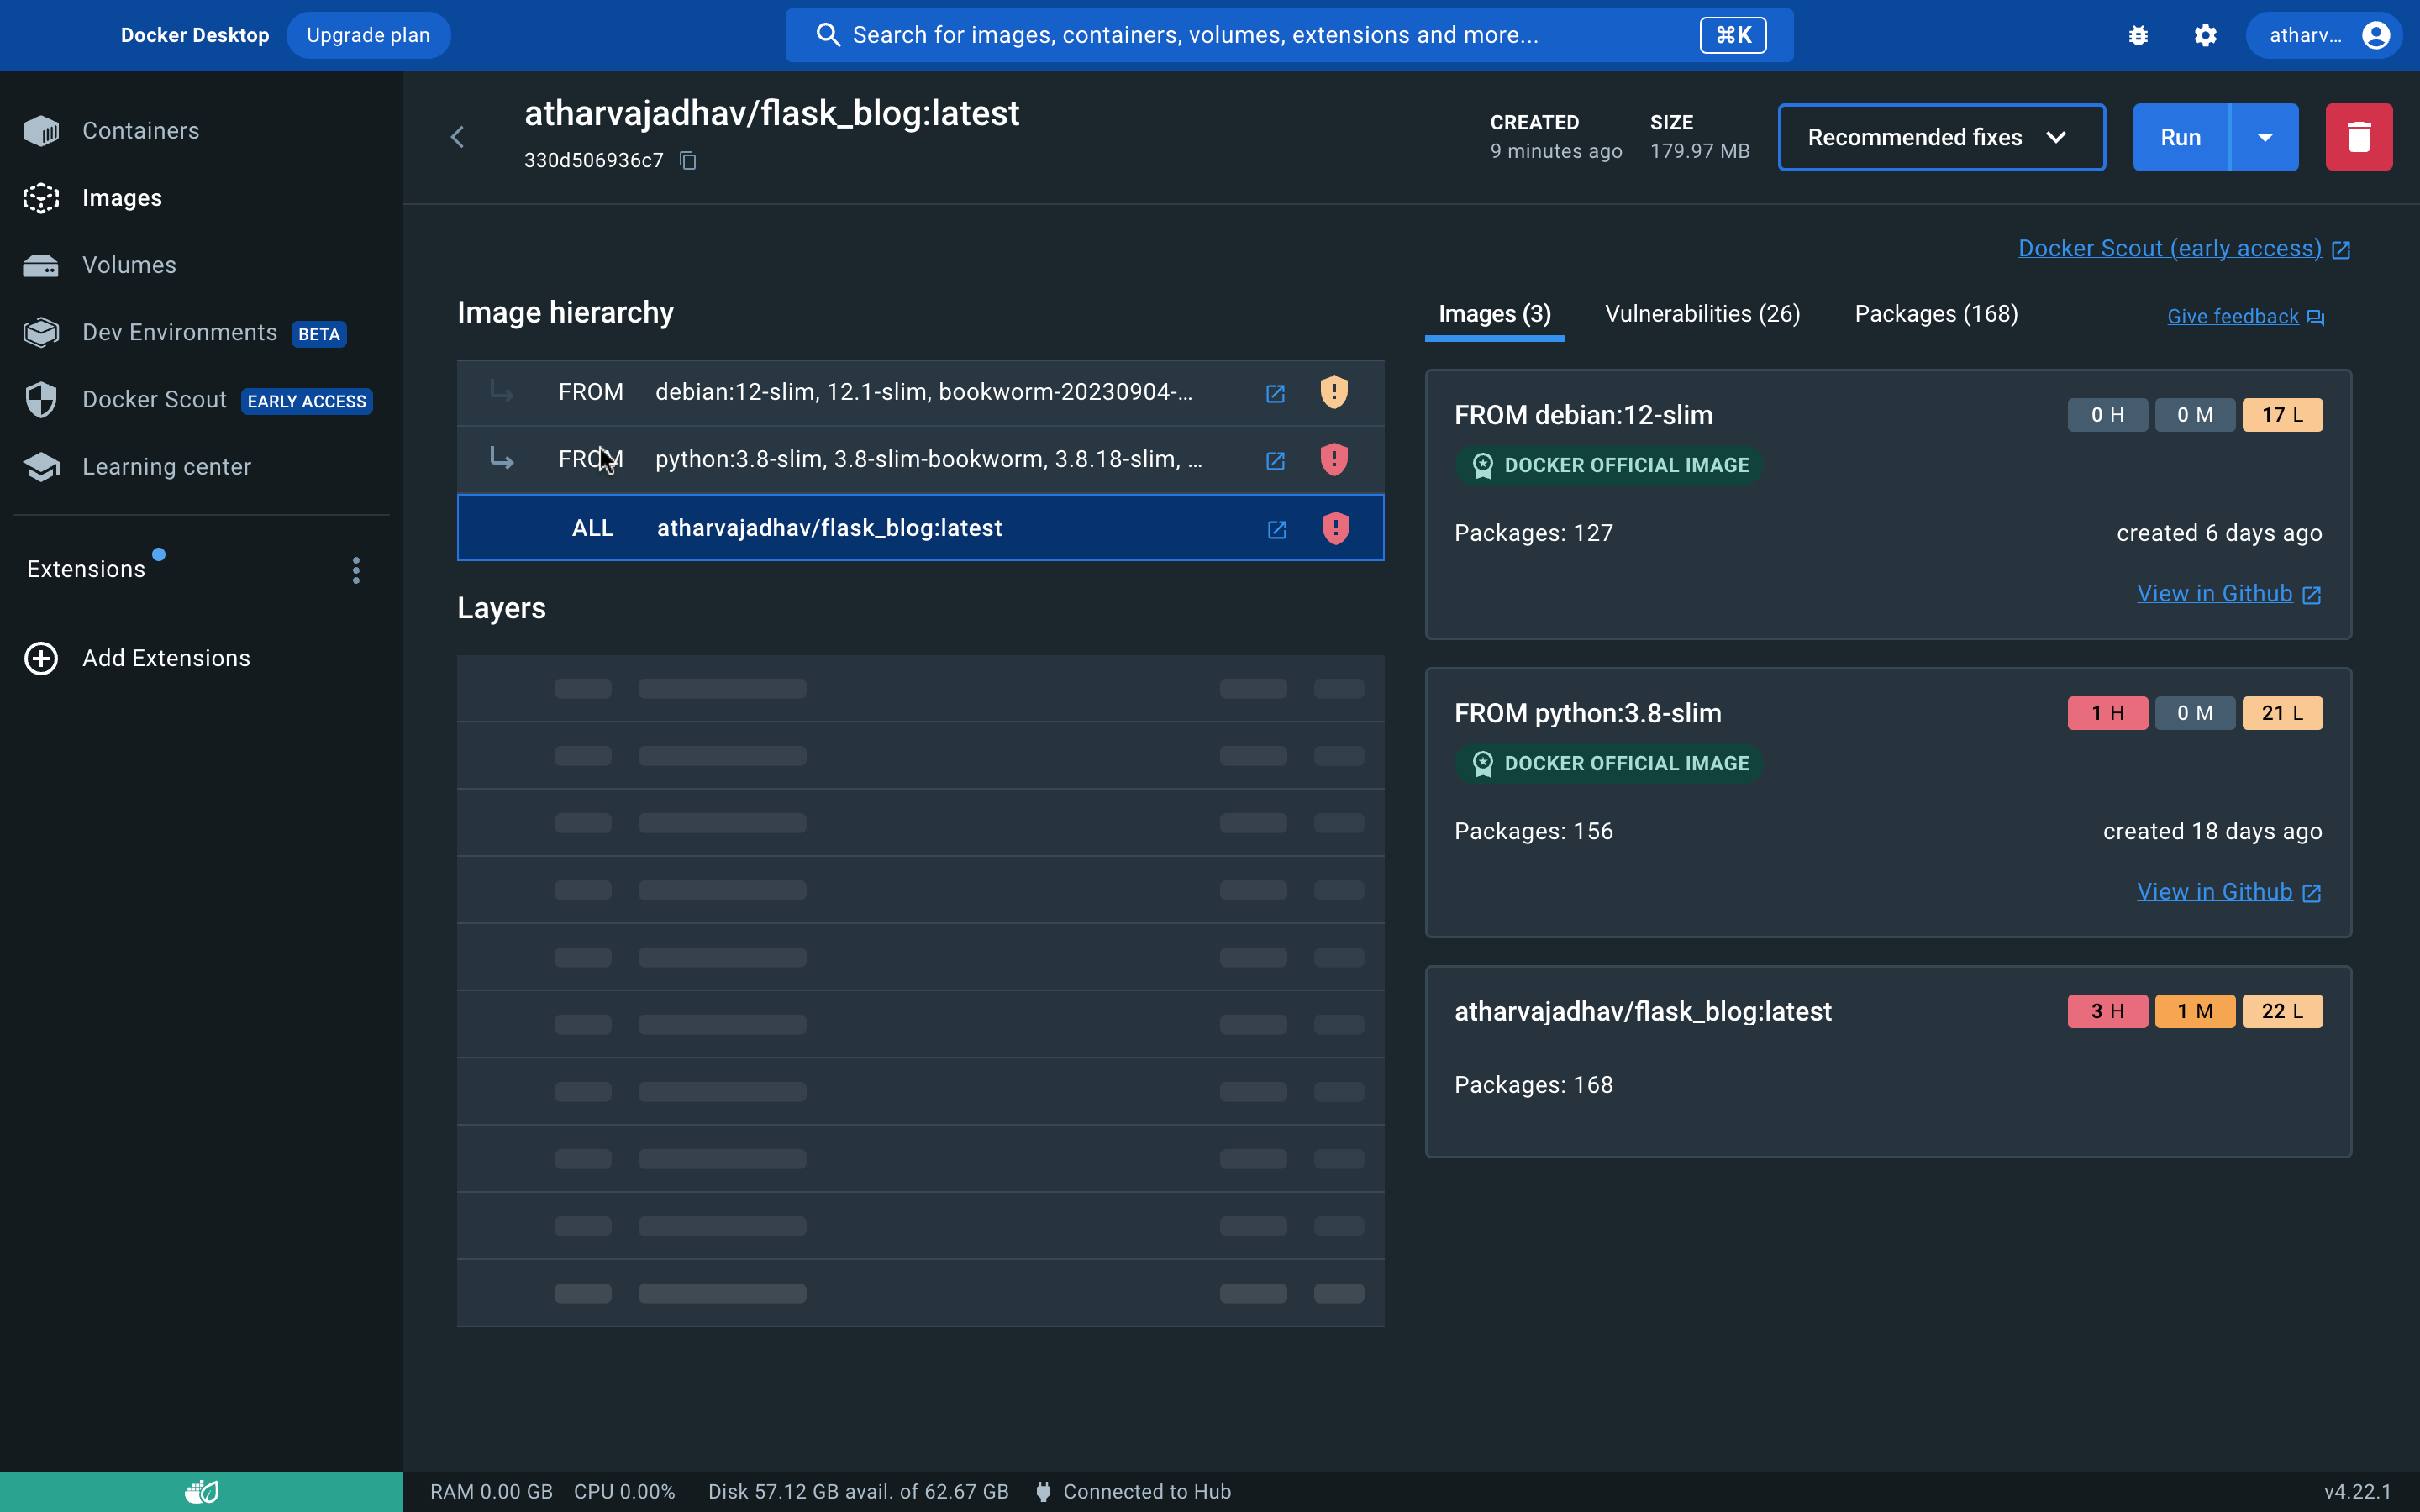 Docker Desktop
Upgrade plan
Search for images, containers, volumes, extensions and more...
⌘K
atharv...
Containers
Images
Volumes
Dev Environments BETA
Docker Scout EARLY ACCESS
Learning center
Extensions
Add Extensions
atharvajadhav/flask_blog:latest
330d506936c7
CREATED
9 minutes ago
SIZE
179.97 MB
Recommended fixes
Run
Docker Scout (early access)
Image hierarchy
FROM debian:12-slim, 12.1-slim, bookworm-20230904-...
FROM python:3.8-slim, 3.8-slim-bookworm, 3.8.18-slim, ...
ALL atharvajadhav/flask_blog:latest
Layers
Images (3) Vulnerabilities (26) Packages (168) Give feedback
FROM debian:12-slim 0 H 0 M 17 L
DOCKER OFFICIAL IMAGE
Packages: 127 created 6 days ago
View in Github
FROM python:3.8-slim 1 H 0 M 21 L
DOCKER OFFICIAL IMAGE
Packages: 156 created 18 days ago
View in Github
atharvajadhav/flask_blog:latest 3 H 1 M 22 L
Packages: 168
RAM 0.00 GB CPU 0.00% Disk 57.12 GB avail. of 62.67 GB Connected to Hub v4.22.1